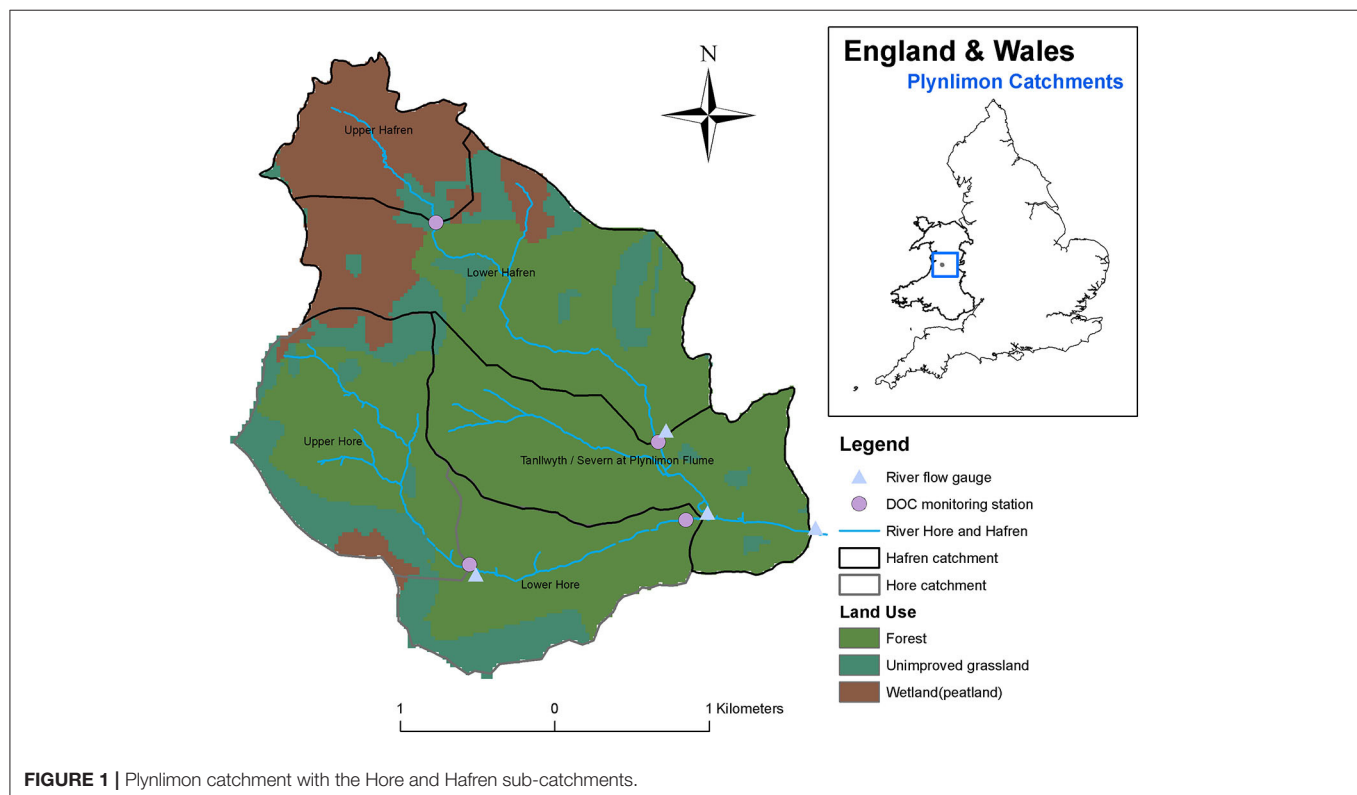 N
England & Wales
Plynlimon Catchments
Upper Hafren
Lower Hafren
Upper Hore
Tanllwyth / Severn at Plynlimon Flume
Lower Hore
1 0 1 Kilometers
Legend
River flow gauge
DOC monitoring station
River Hore and Hafren
Hafren catchment
Hore catchment
Land Use
Forest
Unimproved grassland
Wetland(peatland)
FIGURE 1 | Plynlimon catchment with the Hore and Hafren sub-catchments.